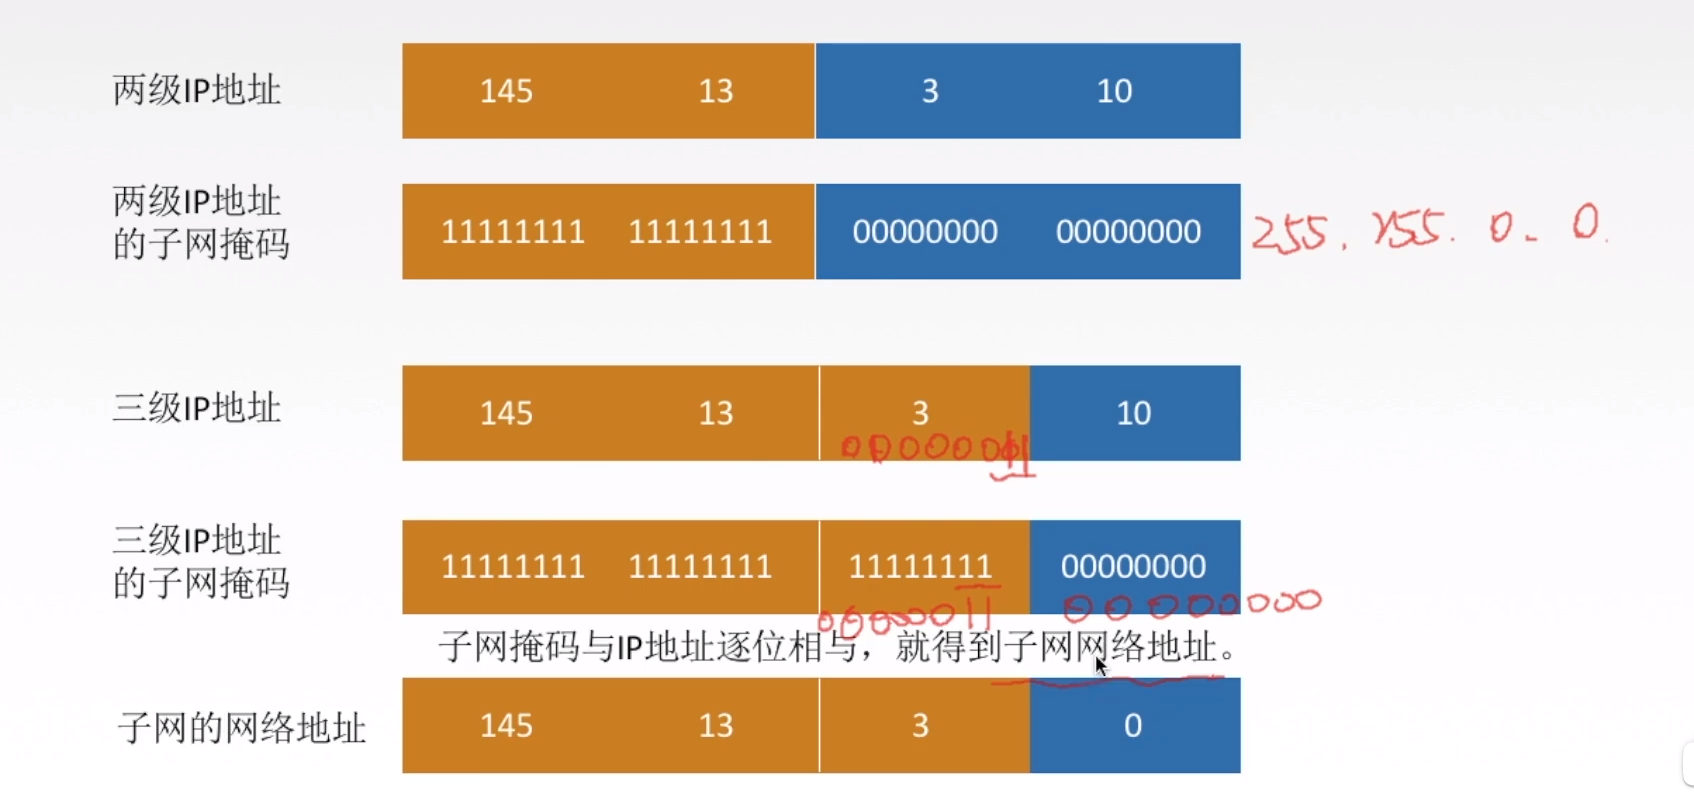 两级IP地址 145 13 3 10
两级IP地址
的子网掩码
11111111 11111111 00000000 00000000 255. 255. 0. 0.
三级IP地址 145 13 3 10
三级IP地址
的子网掩码
11111111 11111111 11111111 00000000
00000011 00000000
子网掩码与IP地址逐位相与，就得到子网网络地址。
子网的网络地址 145 13 3 0